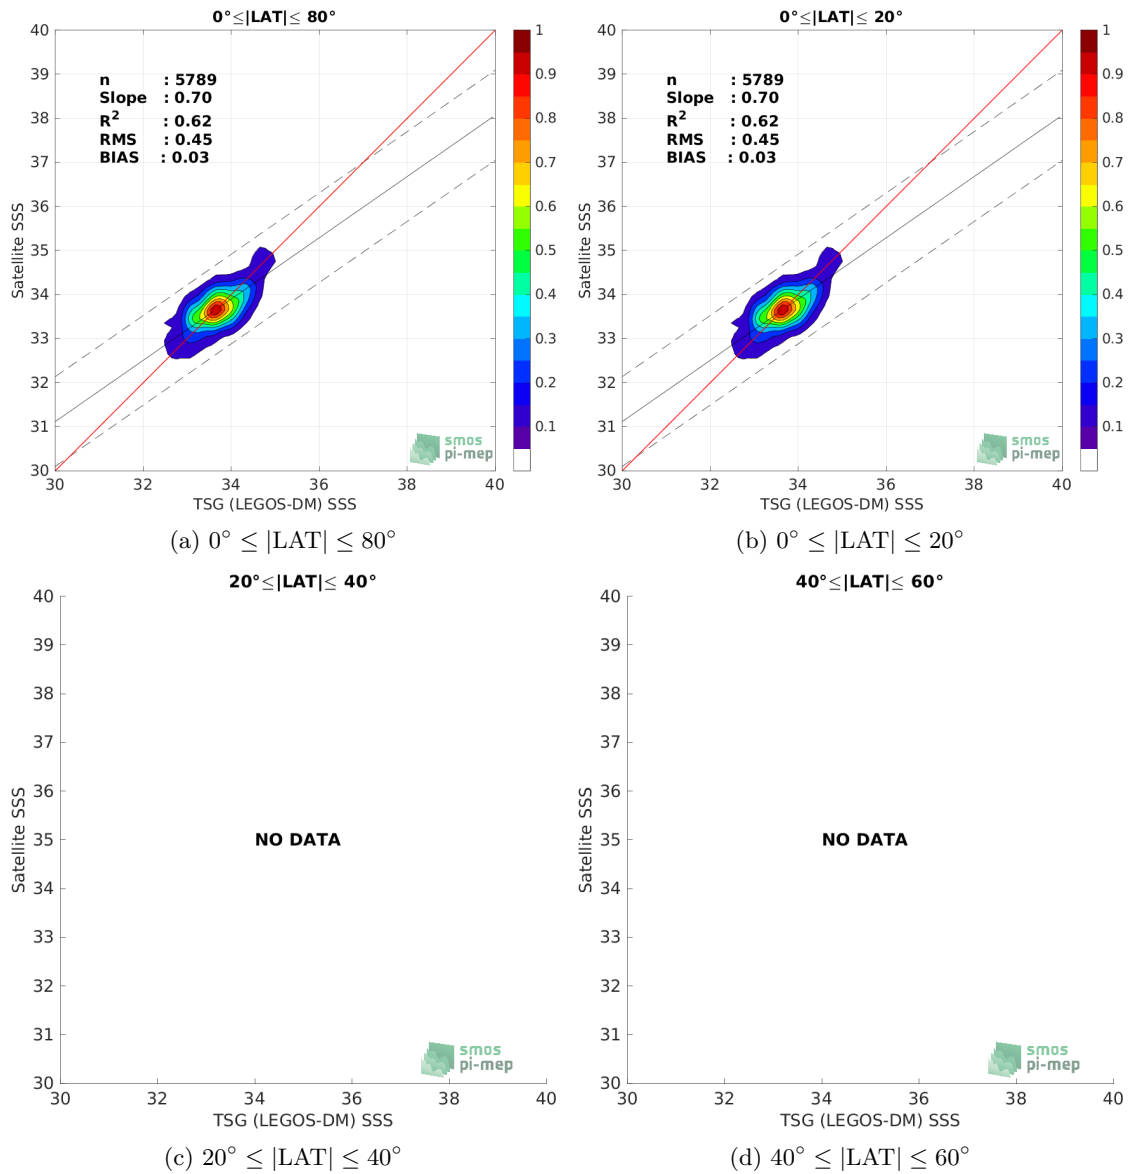 0°≤|LAT|≤ 80°
40
39
38
37
36
35
34
33
32
31
30
Satellite SSS
n : 5789
Slope : 0.70
R2 : 0.62
RMS : 0.45
BIAS : 0.03
smos
pi-mep
30 32 34 36 38 40
TSG (LEGOS-DM) SSS
1
0.9
0.8
0.7
0.6
0.5
0.4
0.3
0.2
0.1
(a) 0° ≤ |LAT| ≤ 80°
0°≤|LAT|≤ 20°
40
39
38
37
36
35
34
33
32
31
30
Satellite SSS
n : 5789
Slope : 0.70
R2 : 0.62
RMS : 0.45
BIAS : 0.03
smos
pi-mep
30 32 34 36 38 40
TSG (LEGOS-DM) SSS
1
0.9
0.8
0.7
0.6
0.5
0.4
0.3
0.2
0.1
(b) 0° ≤ |LAT| ≤ 20°
20°≤|LAT|≤ 40°
40
39
38
37
36
35
34
33
32
31
30
Satellite SSS
NO DATA
smos
pi-mep
30 32 34 36 38 40
TSG (LEGOS-DM) SSS
(c) 20° ≤ |LAT| ≤ 40°
40°≤|LAT|≤ 60°
40
39
38
37
36
35
34
33
32
31
30
Satellite SSS
NO DATA
smos
pi-mep
30 32 34 36 38 40
TSG (LEGOS-DM) SSS
(d) 40° ≤ |LAT| ≤ 60°